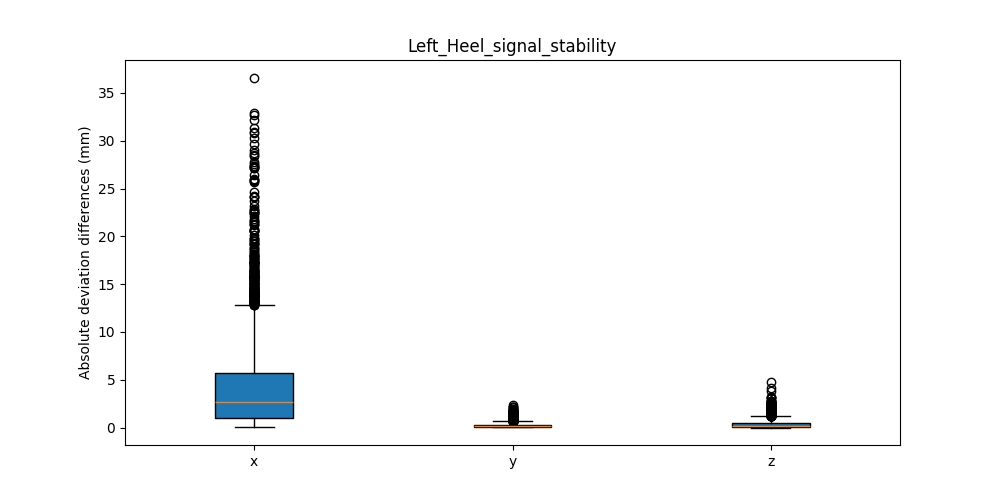 Left_Heel_signal_stability
Absolute deviation differences (mm)
35
30
25
20
15
10
5
0
x
y
z